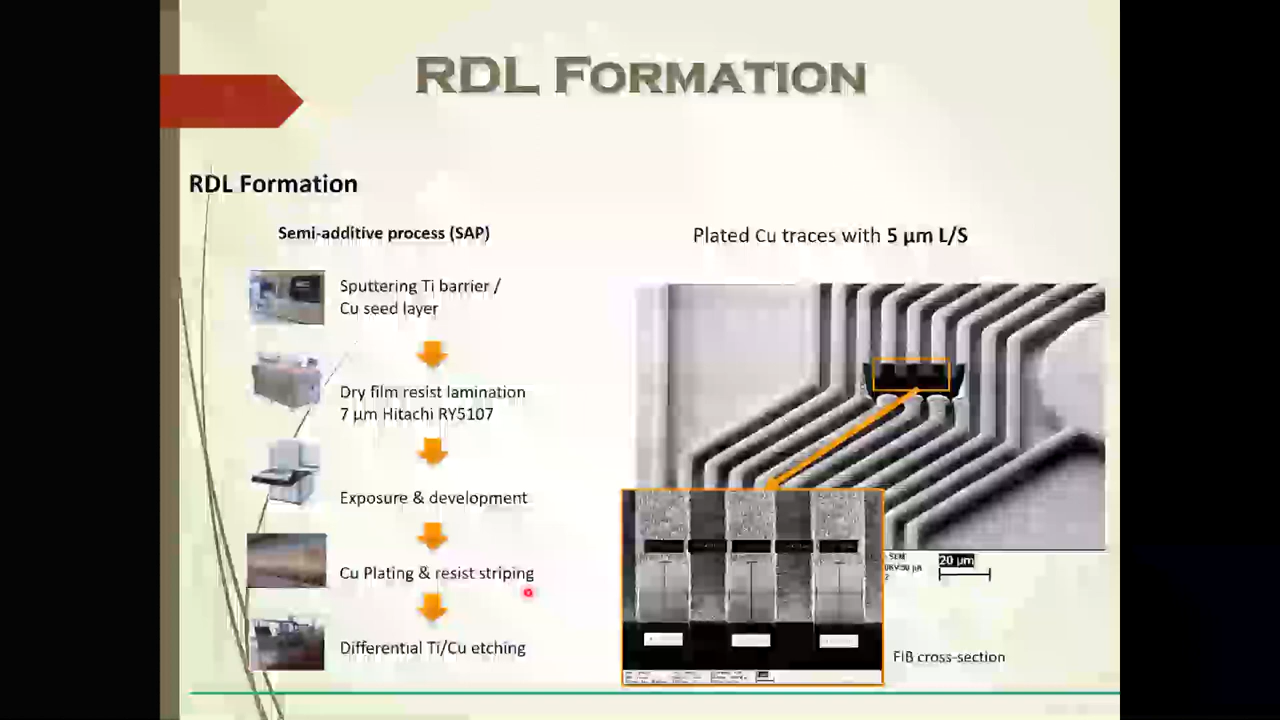 RDL FORMATION
RDL Formation
Semi-additive process (SAP)
Sputtering Ti barrier /
Cu seed layer
Dry film resist lamination
7 µm Hitachi RY5107
Exposure & development
Cu Plating & resist striping
Differential Ti/Cu etching
Plated Cu traces with 5 µm L/S
20 µm
FIB cross-section